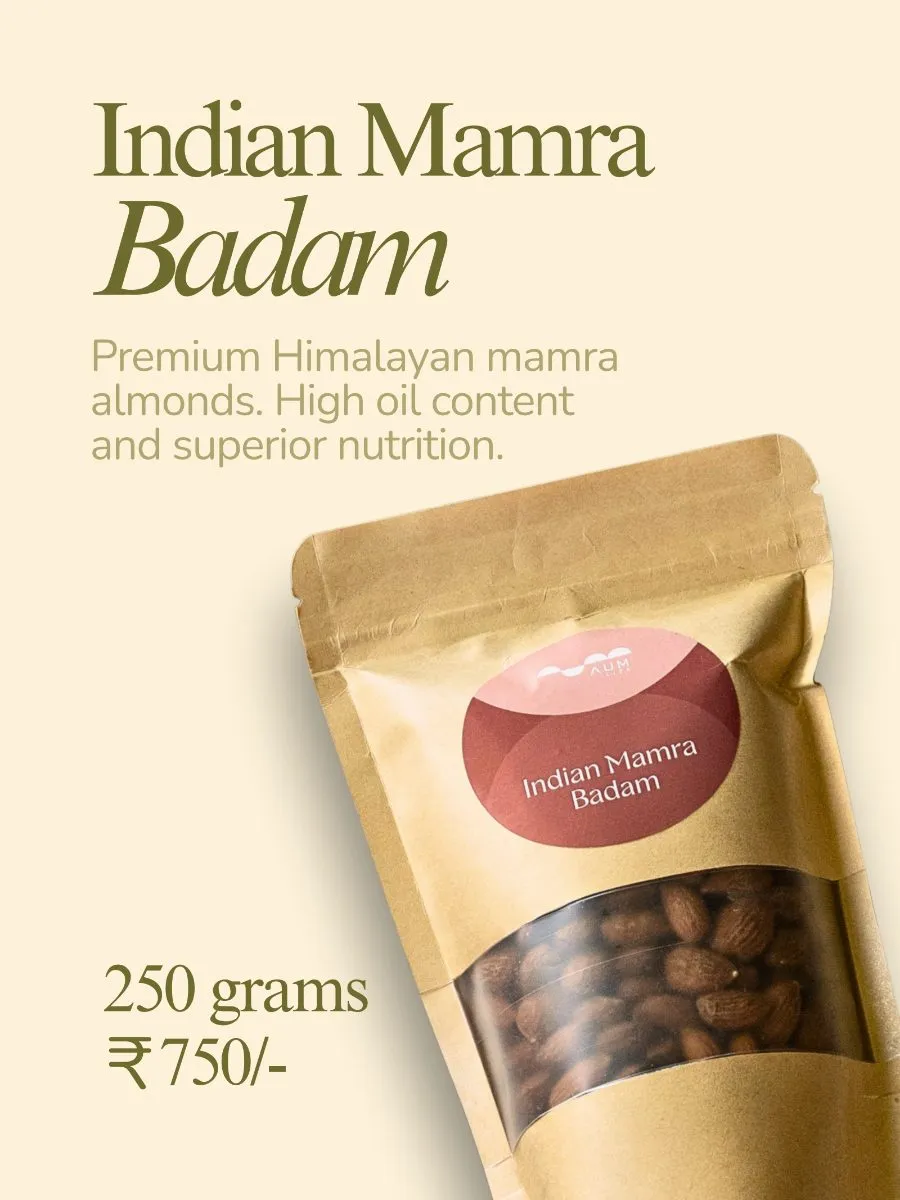 Indian Mamra
Badam
Premium Himalayan mamra
almonds. High oil content
and superior nutrition.
AUM
Indian Mamra
Badam
250 grams
₹750/-